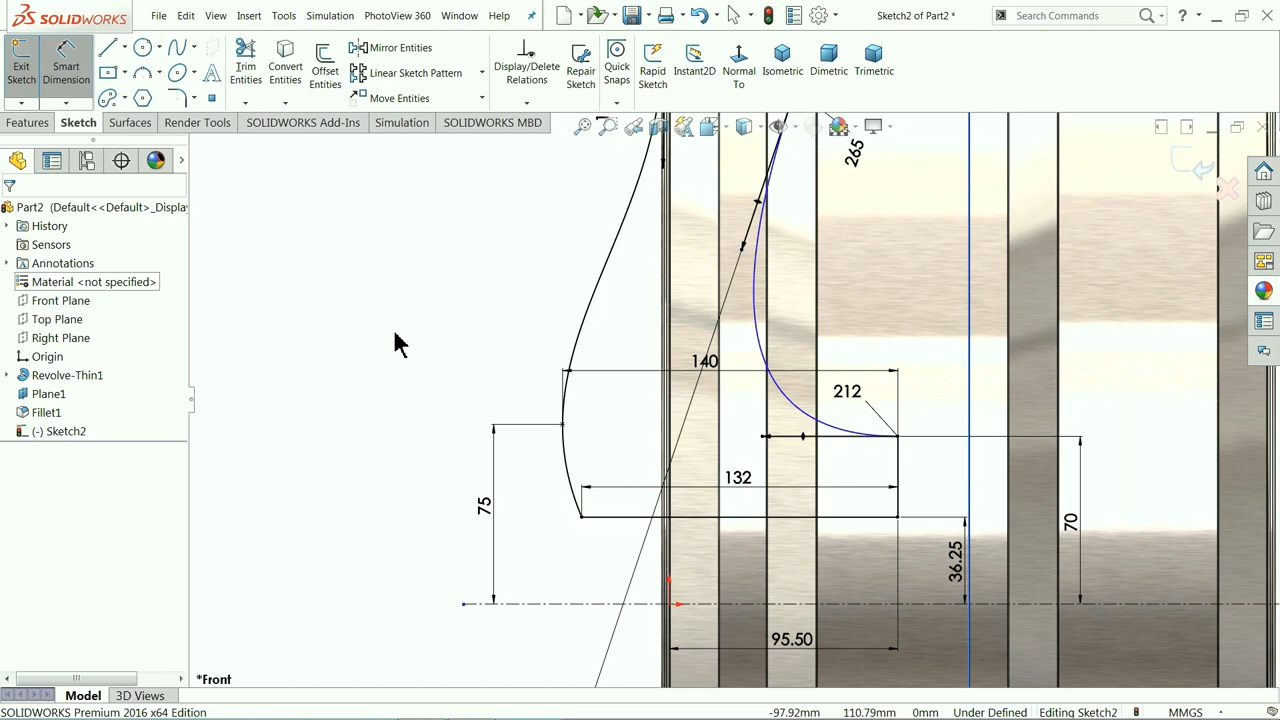 DS SOLIDWORKS File Edit View Insert Tools Simulation PhotoView 360 Window Help Sketch2 of Part2 * Search Commands ?
Exit Sketch
Smart Dimension
Trim Entities
Convert Entities
Offset Entities
Mirror Entities
Linear Sketch Pattern
Move Entities
Display/Delete Relations
Repair Sketch
Quick Snaps
Rapid Sketch
Instant2D
Normal To
Isometric
Dimetric
Trimetric
Features Sketch Surfaces Render Tools SOLIDWORKS Add-Ins Simulation SOLIDWORKS MBD
Part2 (Default<<Default>_Displa
History
Sensors
Annotations
Material <not specified>
Front Plane
Top Plane
Right Plane
Origin
Revolve-Thin1
Plane1
Fillet1
(-) Sketch2
265
140
212
132
75
70
36.25
95.50
*Front
Model 3D Views
SOLIDWORKS Premium 2016 x64 Edition -97.92mm 110.79mm 0mm Under Defined Editing Sketch2 MMGS